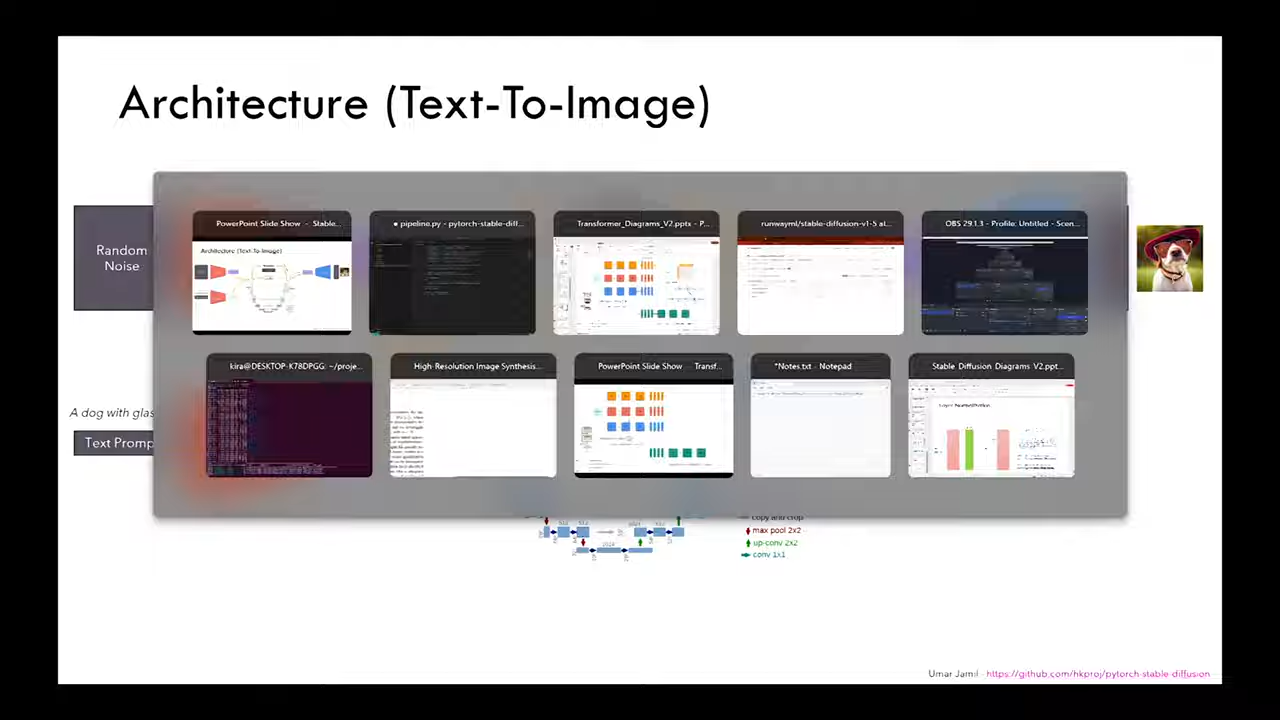 Architecture (Text-To-Image)
Random
Noise
PowerPoint Slide Show - Stable...
● pipeline.py - pytorch-stable-diff...
Transformer_Diagrams_V2.pptx - P...
runwayml/stable-diffusion-v1-5 at...
OBS 29.1.3 - Profile: Untitled - Scen...
Architecture (Text-To-Image)
kira@DESKTOP-K78DPGG: ~/proje...
High-Resolution Image Synthesis...
PowerPoint Slide Show - Transf...
*Notes.txt - Notepad
Stable_Diffusion_Diagrams_V2.ppt...
Layer Normalization
A dog with glas
Text Promp
copy and crop
max pool 2x2
up-conv 2x2
conv 1x1
1024
Umar Jamil - https://github.com/hkproj/pytorch-stable-diffusion